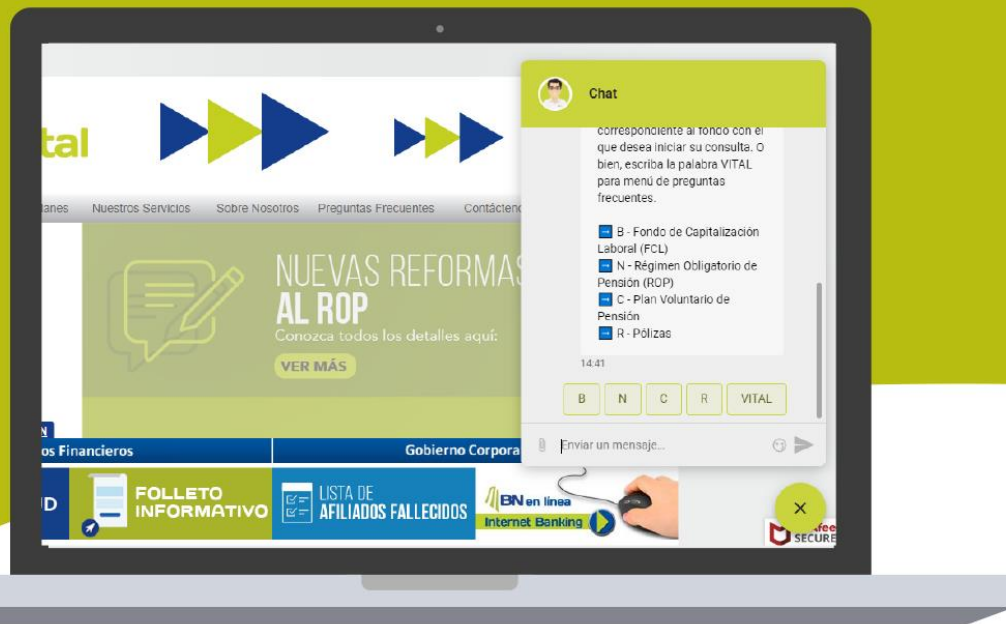 tal
Nuestros Servicios Sobre Nosotros Preguntas Frecuentes
NUEVAS REFORMAS
AL ROP
Conozca todos los detalles aquí:
VER MÁS
os Financieros
Gobierno Corpora
FOLLETO
INFORMATIVO
LISTA DE
AFILIADOS FALLECIDOS
BN en línea
Internet Banking
SECURE
Chat
correspondiente al fondo con el
que desea iniciar su consulta. O
bien, escriba la palabra VITAL
para menú de preguntas
frecuentes.
B - Fondo de Capitalización
Laboral (FCL)
N - Régimen Obligatorio de
Pensión (ROP)
C - Plan Voluntario de
Pensión
R - Pólizas
14:41
B N C R VITAL
Enviar un mensaje...